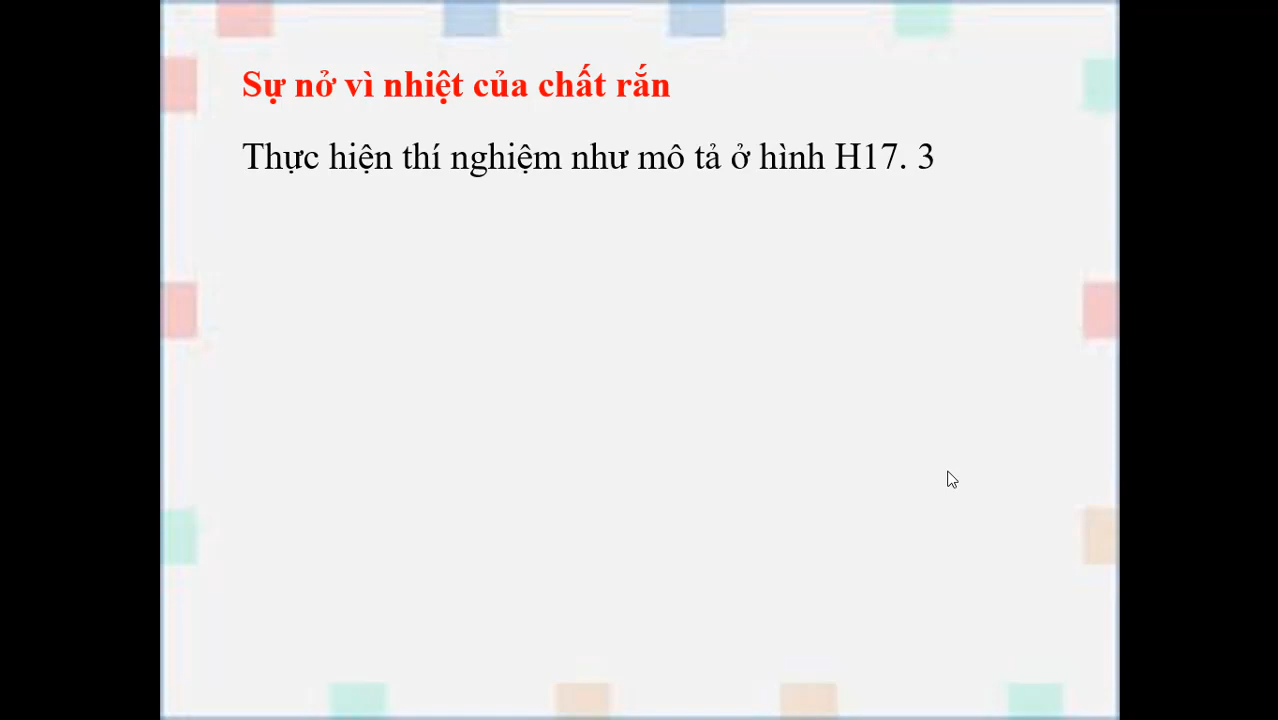 Sự nở vì nhiệt của chất rắn
Thực hiện thí nghiệm như mô tả ở hình H17. 3